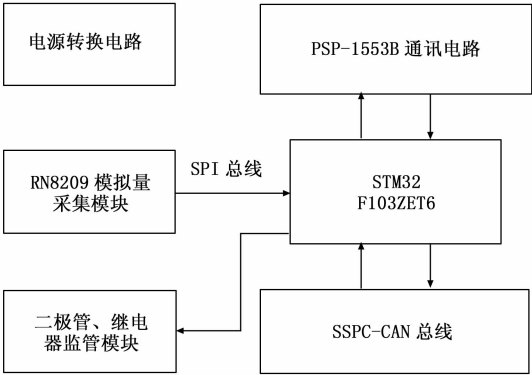 电源转换电路
PSP-1553B 通讯电路
RN8209 模拟量
采集模块
SPI 总线
STM32
F103ZET6
二极管、继电
器监管模块
SSPC-CAN 总线